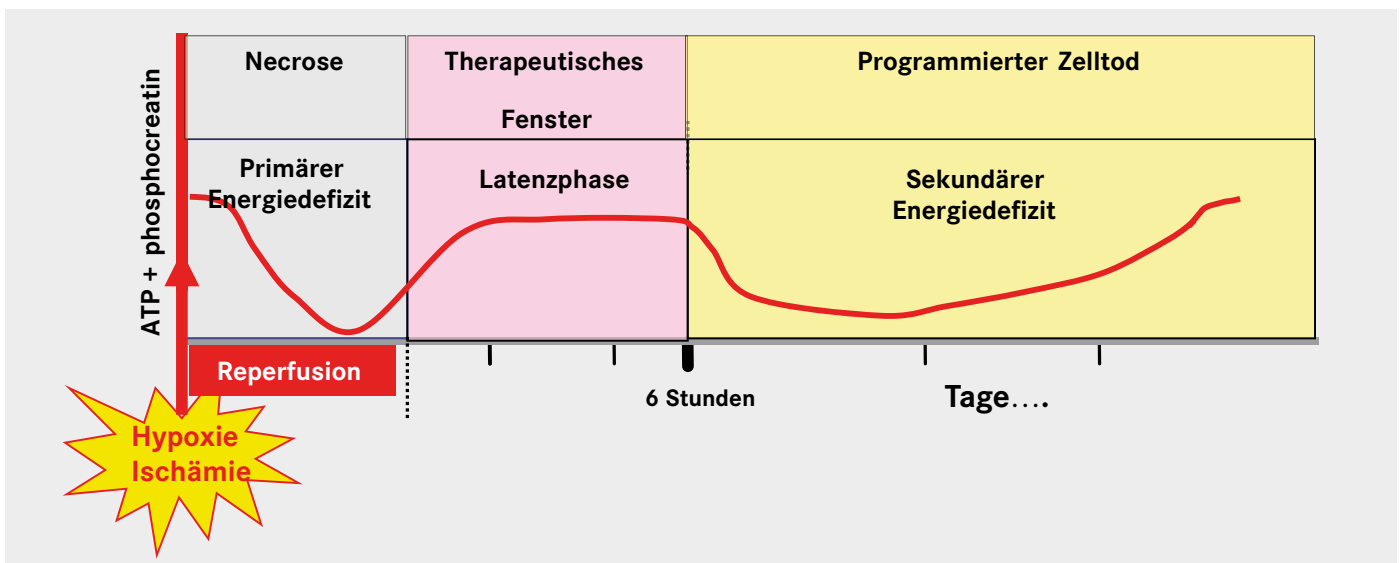 ATP + phosphocreatin
Necrose
Therapeutisches
Fenster
Programmierter Zelltod
Primärer
Energiedefizit
Latenzphase
Sekundärer
Energiedefizit
Reperfusion
6 Stunden
Tage....
Hypoxie
Ischämie